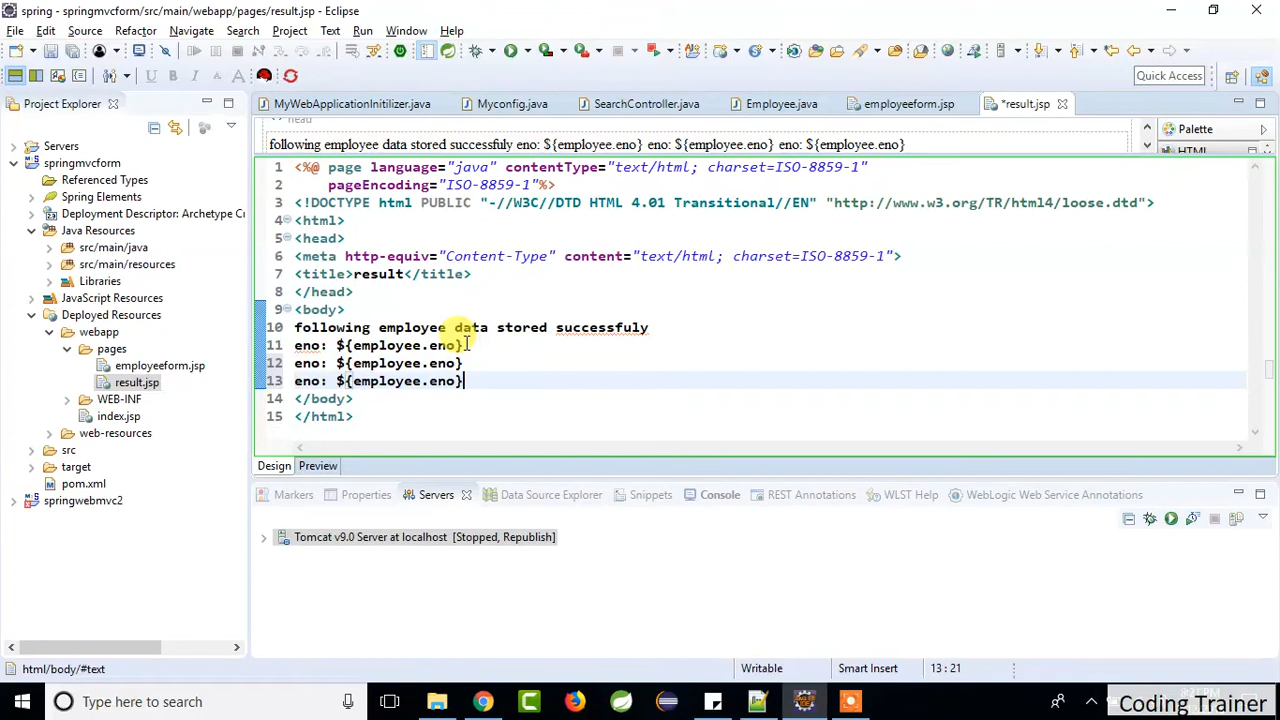 spring - springmvcform/src/main/webapp/pages/result.jsp - Eclipse
File Edit Source Refactor Navigate Search Project Text Run Window Help
Quick Access
Project Explorer
MyWebApplicationInitilizer.java Myconfig.java SearchController.java Employee.java employeeform.jsp *result.jsp
head
following employee data stored successfuly eno: ${employee.eno} eno: ${employee.eno} eno: ${employee.eno}
Palette
HTML
Servers
springmvcform
Referenced Types
Spring Elements
Deployment Descriptor: Archetype C
Java Resources
src/main/java
src/main/resources
Libraries
JavaScript Resources
Deployed Resources
webapp
pages
employeeform.jsp
result.jsp
WEB-INF
index.jsp
web-resources
src
target
pom.xml
springwebmvc2
1 <%@ page language="java" contentType="text/html; charset=ISO-8859-1"
2 pageEncoding="ISO-8859-1"%>
3 <!DOCTYPE html PUBLIC "-//W3C//DTD HTML 4.01 Transitional//EN" "http://www.w3.org/TR/html4/loose.dtd">
4 <html>
5 <head>
6 <meta http-equiv="Content-Type" content="text/html; charset=ISO-8859-1">
7 <title>result</title>
8 </head>
9 <body>
10 following employee data stored successfuly
11 eno: ${employee.eno}
12 eno: ${employee.eno}
13 eno: ${employee.eno}
14 </body>
15 </html>
Design Preview
Markers Properties Servers Data Source Explorer Snippets Console REST Annotations WLST Help WebLogic Web Service Annotations
Tomcat v9.0 Server at localhost [Stopped, Republish]
html/body/#text
Writable Smart Insert 13 : 21
Type here to search
Coding Trainer